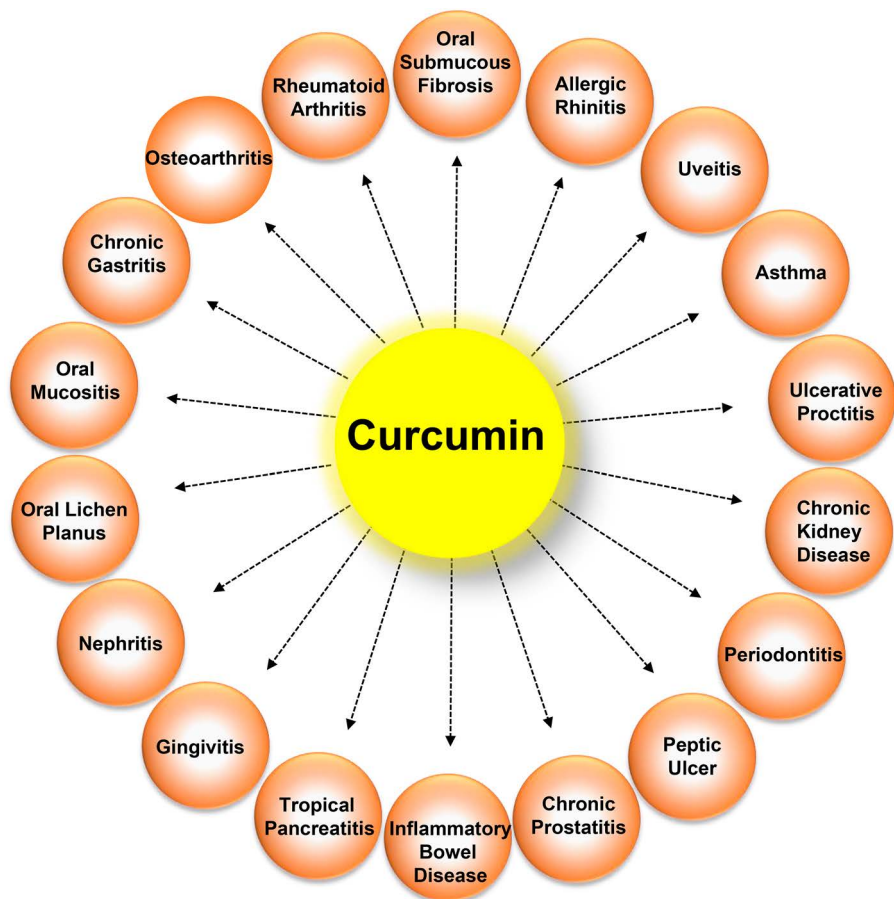 Oral
Submucous
Fibrosis
Allergic
Rhinitis
Uveitis
Asthma
Ulcerative
Proctitis
Chronic
Kidney
Disease
Periodontitis
Peptic
Ulcer
Chronic
Prostatitis
Inflammatory
Bowel
Disease
Tropical
Pancreatitis
Gingivitis
Nephritis
Oral Lichen
Planus
Oral
Mucositis
Chronic
Gastritis
Osteoarthritis
Rheumatoid
Arthritis
Curcumin